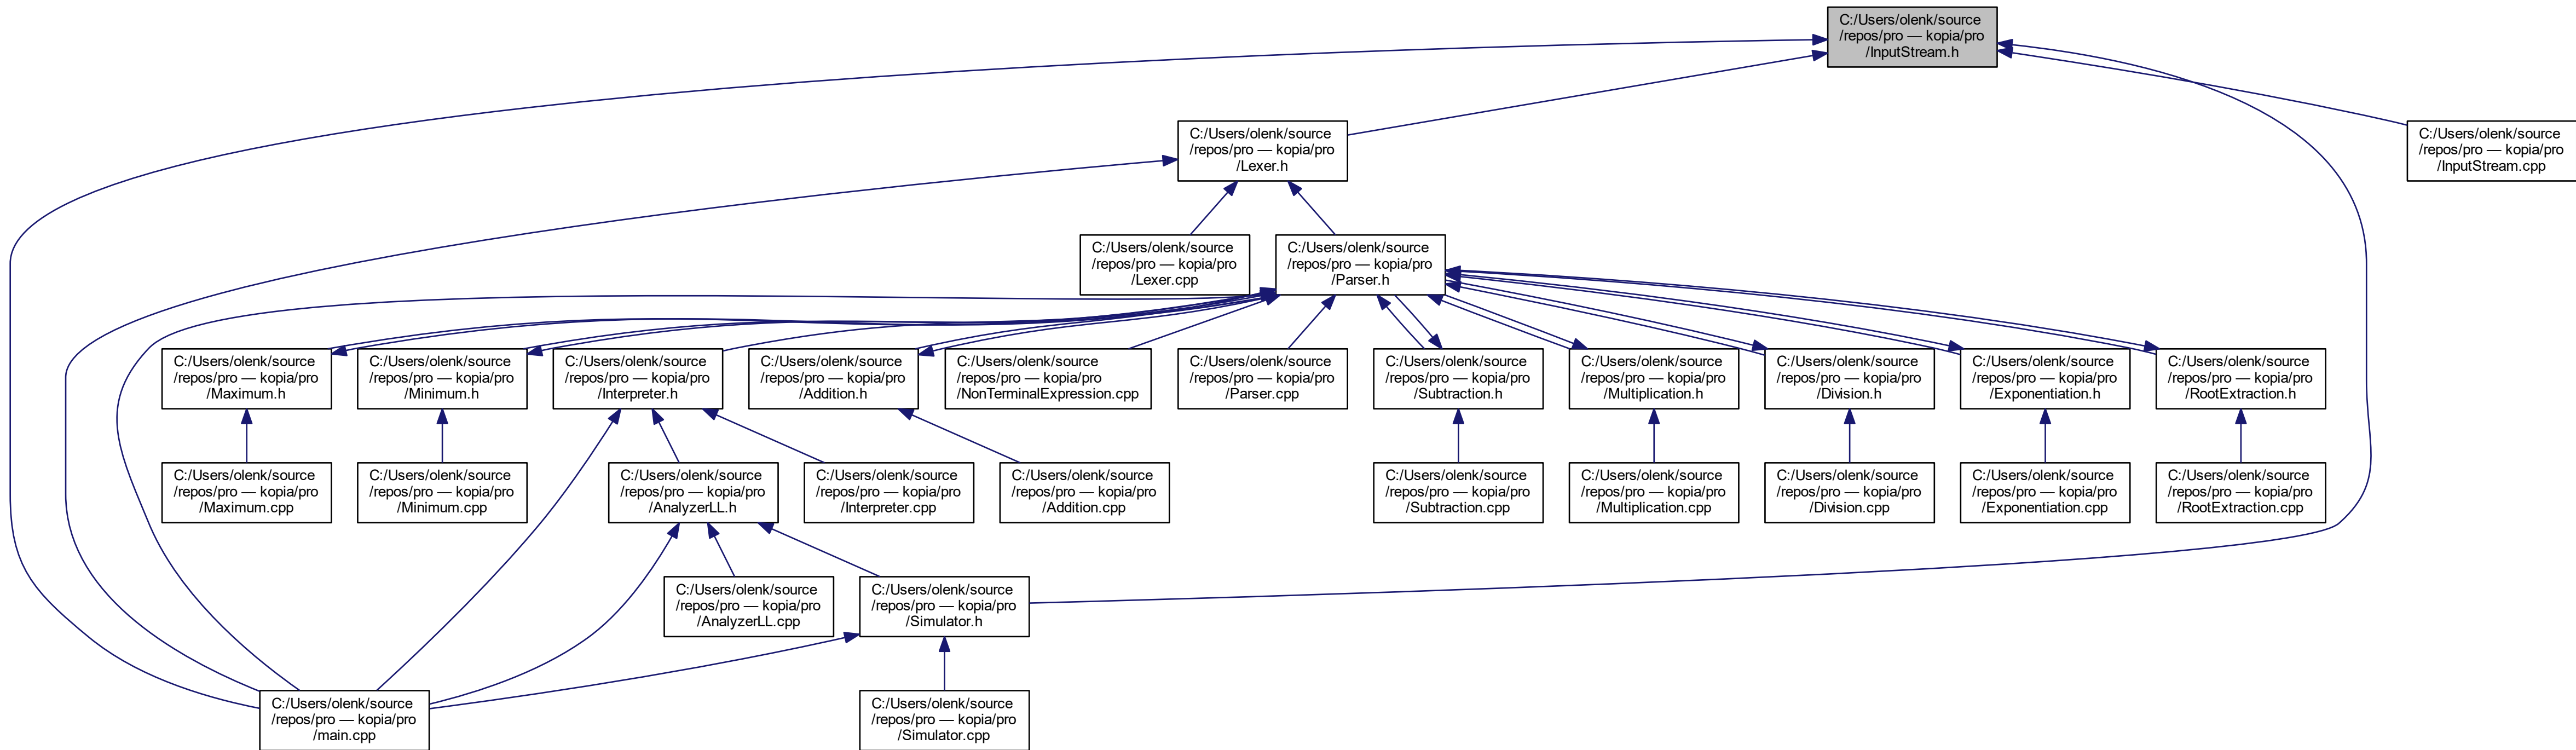 C:/Users/olenk/source
/repos/pro — kopia/pro
/InputStream.h
C:/Users/olenk/source
/repos/pro — kopia/pro
/Lexer.h
C:/Users/olenk/source
/repos/pro — kopia/pro
/InputStream.cpp
C:/Users/olenk/source
/repos/pro — kopia/pro
/Lexer.cpp
C:/Users/olenk/source
/repos/pro — kopia/pro
/Parser.h
C:/Users/olenk/source
/repos/pro — kopia/pro
/Maximum.h
C:/Users/olenk/source
/repos/pro — kopia/pro
/Minimum.h
C:/Users/olenk/source
/repos/pro — kopia/pro
/Interpreter.h
C:/Users/olenk/source
/repos/pro — kopia/pro
/Addition.h
C:/Users/olenk/source
/repos/pro — kopia/pro
/NonTerminalExpression.cpp
C:/Users/olenk/source
/repos/pro — kopia/pro
/Parser.cpp
C:/Users/olenk/source
/repos/pro — kopia/pro
/Subtraction.h
C:/Users/olenk/source
/repos/pro — kopia/pro
/Multiplication.h
C:/Users/olenk/source
/repos/pro — kopia/pro
/Division.h
C:/Users/olenk/source
/repos/pro — kopia/pro
/Exponentiation.h
C:/Users/olenk/source
/repos/pro — kopia/pro
/RootExtraction.h
C:/Users/olenk/source
/repos/pro — kopia/pro
/Maximum.cpp
C:/Users/olenk/source
/repos/pro — kopia/pro
/Minimum.cpp
C:/Users/olenk/source
/repos/pro — kopia/pro
/AnalyzerLL.h
C:/Users/olenk/source
/repos/pro — kopia/pro
/Interpreter.cpp
C:/Users/olenk/source
/repos/pro — kopia/pro
/Addition.cpp
C:/Users/olenk/source
/repos/pro — kopia/pro
/Subtraction.cpp
C:/Users/olenk/source
/repos/pro — kopia/pro
/Multiplication.cpp
C:/Users/olenk/source
/repos/pro — kopia/pro
/Division.cpp
C:/Users/olenk/source
/repos/pro — kopia/pro
/Exponentiation.cpp
C:/Users/olenk/source
/repos/pro — kopia/pro
/RootExtraction.cpp
C:/Users/olenk/source
/repos/pro — kopia/pro
/AnalyzerLL.cpp
C:/Users/olenk/source
/repos/pro — kopia/pro
/Simulator.h
C:/Users/olenk/source
/repos/pro — kopia/pro
/main.cpp
C:/Users/olenk/source
/repos/pro — kopia/pro
/Simulator.cpp